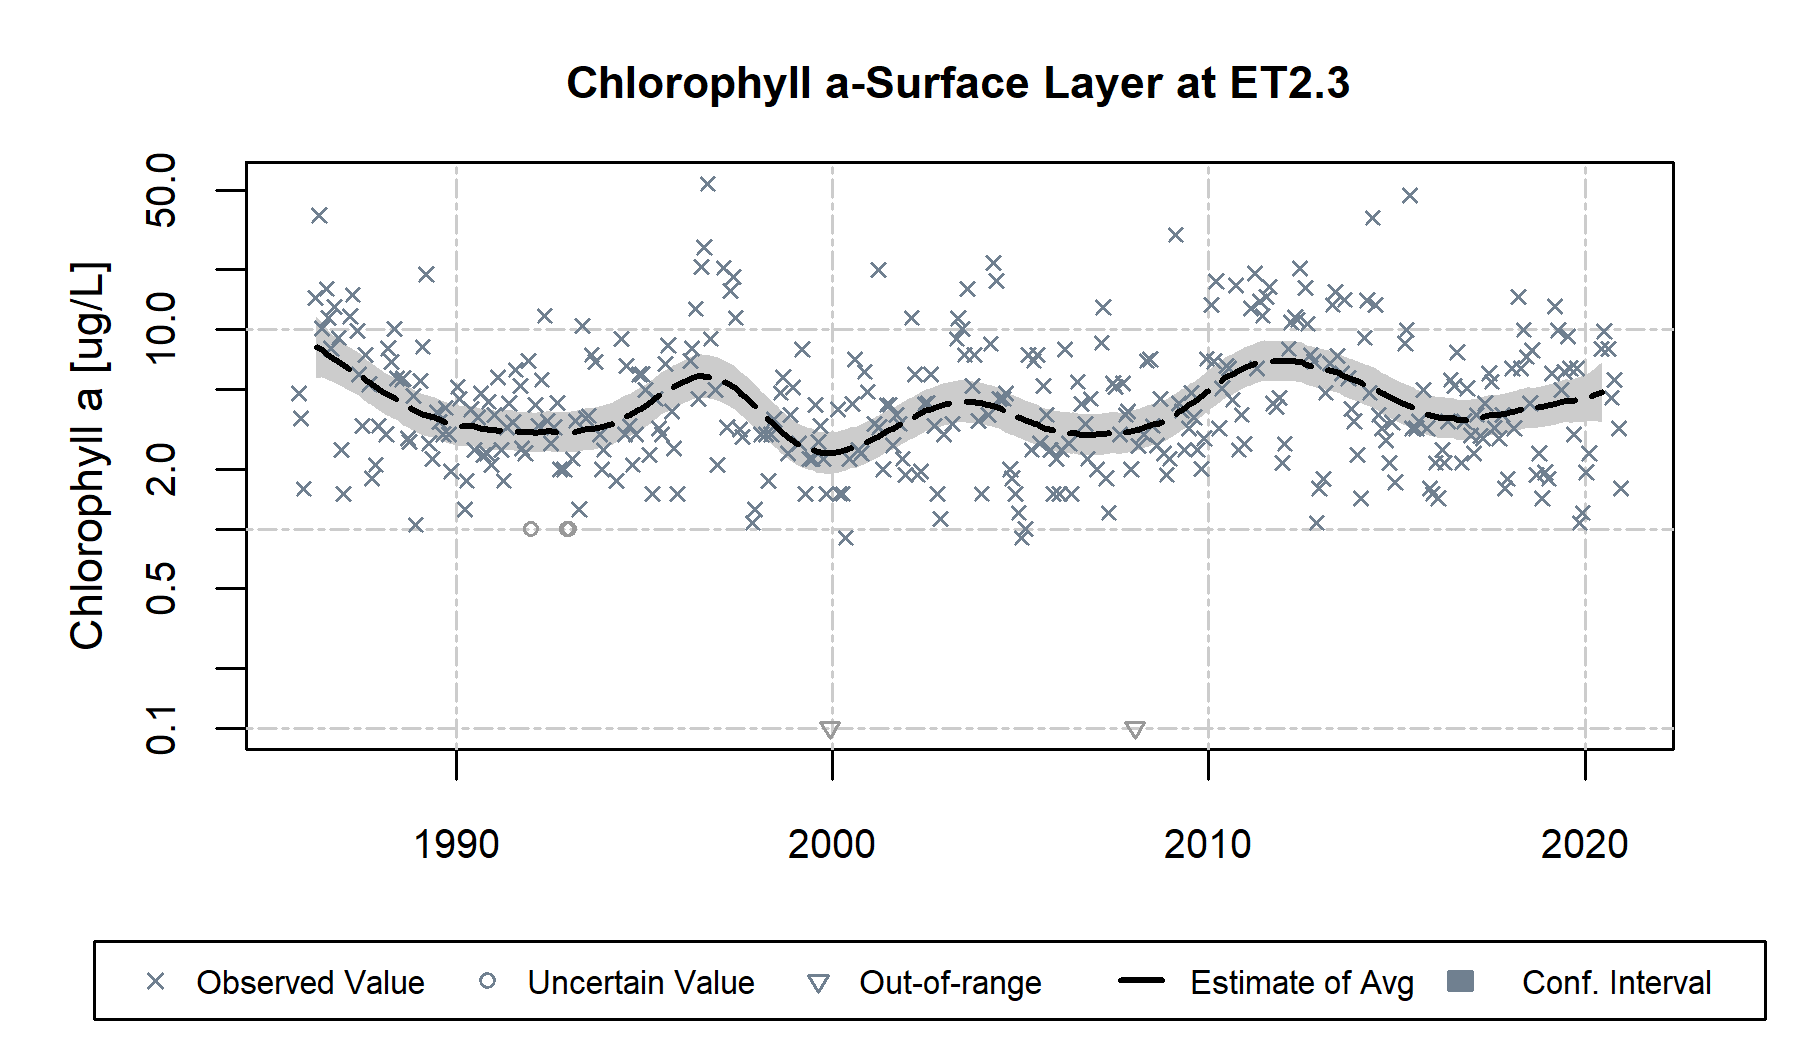 Chlorophyll a-Surface Layer at ET2.3
Chlorophyll a [ug/L]
50.0
10.0
2.0
0.5
0.1
1990 2000 2010 2020
Observed Value Uncertain Value Out-of-range Estimate of Avg Conf. Interval